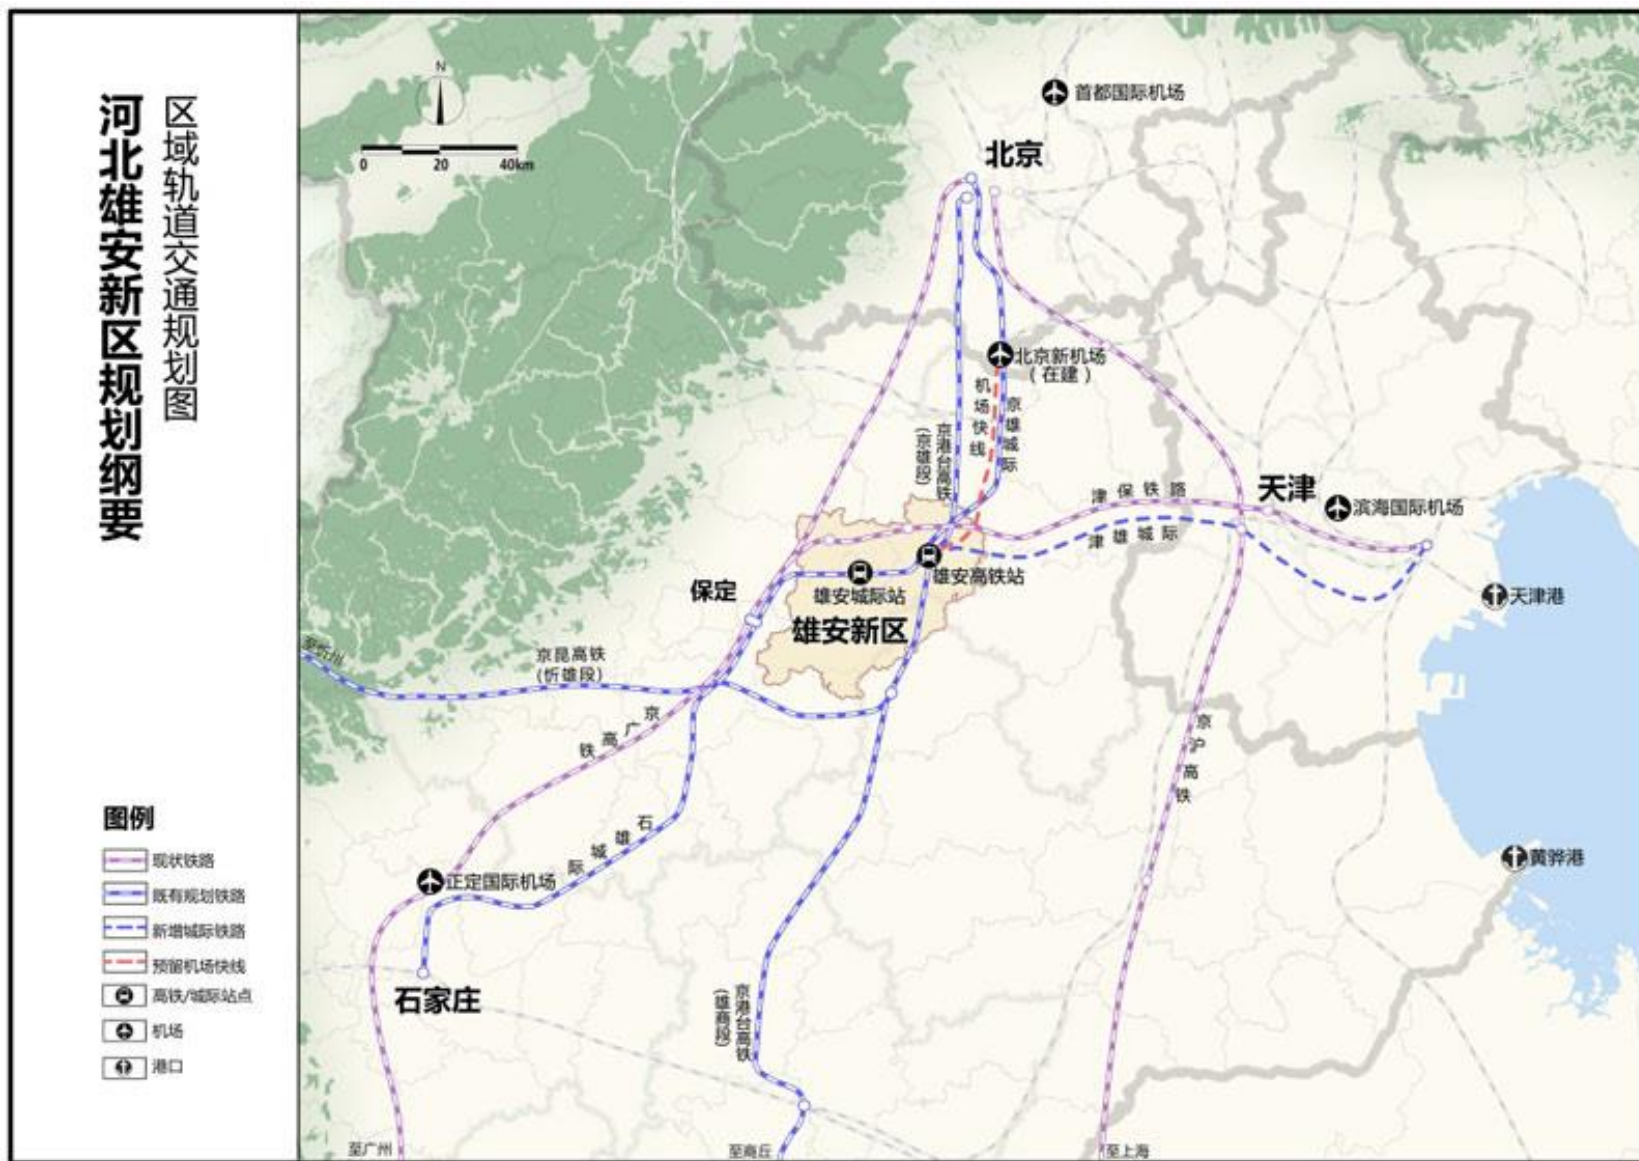 河北雄安新区规划纲要
区域轨道交通规划图
N
0 20 40km
首都国际机场
北京
北京新机场
（在建）
机场快线
京雄城际
京港台高铁
(京雄段)
津保铁路
天津
滨海国际机场
津雄城际
雄安高铁站
天津港
保定
雄安城际站
雄安新区
至忻州
京昆高铁
(忻雄段)
京广高铁
京沪高铁
石雄城际
黄骅港
正定国际机场
石家庄
京港台高铁
(雄商段)
至广州
至商丘
至上海
图例
现状铁路
既有规划铁路
新增城际铁路
预留机场快线
高铁/城际站点
机场
港口